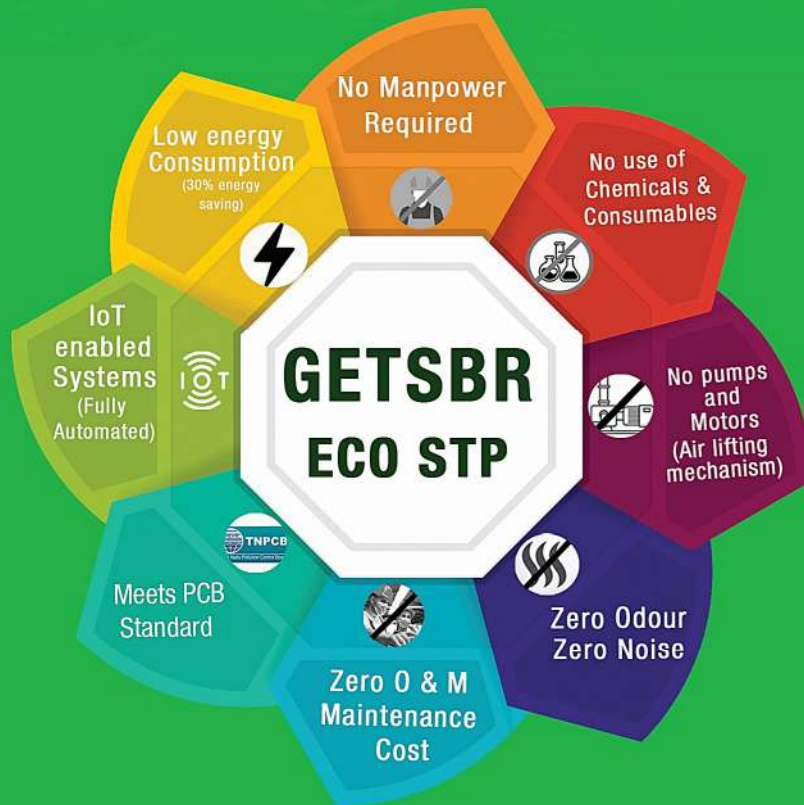 No Manpower
Required
No use of
Chemicals &
Consumables
No pumps
and
Motors
(Air lifting
mechanism)
Zero Odour
Zero Noise
Zero O & M
Maintenance
Cost
TNPCB
Meets PCB
Standard
IoT
enabled
Systems
(Fully
Automated)
IOT
Low energy
Consumption
(30% energy
saving)
GETSBR
ECO STP